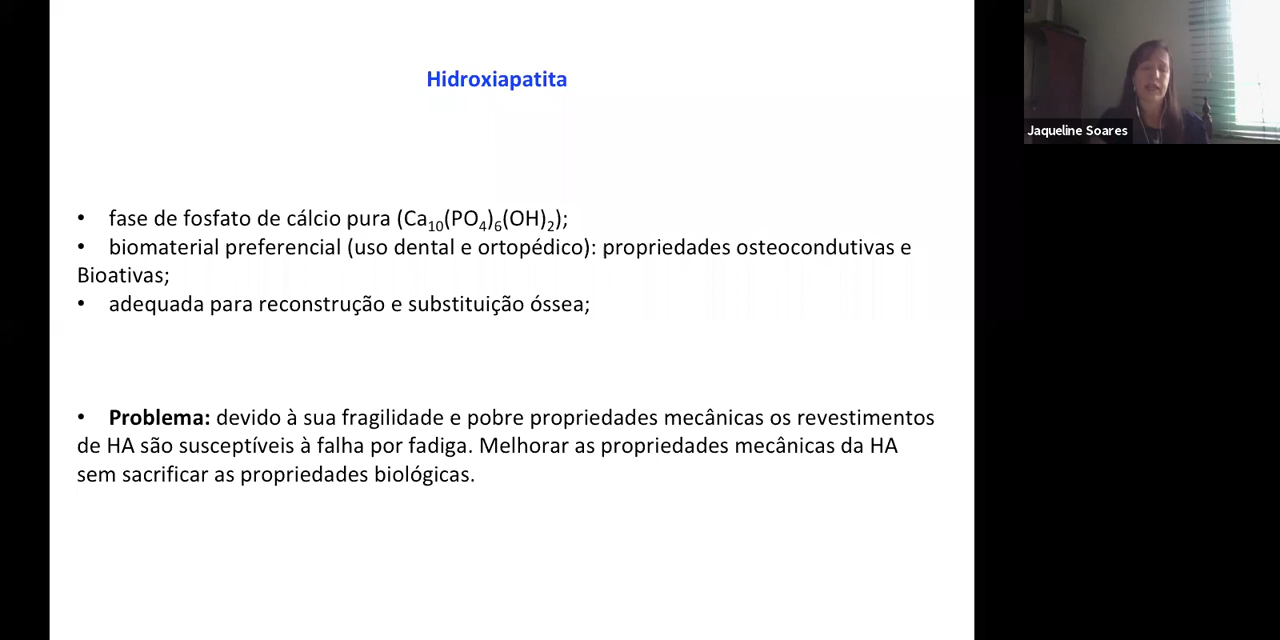 Hidroxiapatita
Jaqueline Soares
• fase de fosfato de cálcio pura (Ca₁₀(PO₄)₆(OH)₂);
• biomaterial preferencial (uso dental e ortopédico): propriedades osteocondutivas e
Bioativas;
• adequada para reconstrução e substituição óssea;
• Problema: devido à sua fragilidade e pobre propriedades mecânicas os revestimentos
de HA são susceptíveis à falha por fadiga. Melhorar as propriedades mecânicas da HA
sem sacrificar as propriedades biológicas.